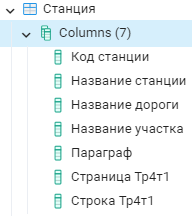 Станция
Columns (7)
Код станции
Название станции
Название дороги
Название участка
Параграф
Страница Тр4т1
Строка Тр4т1